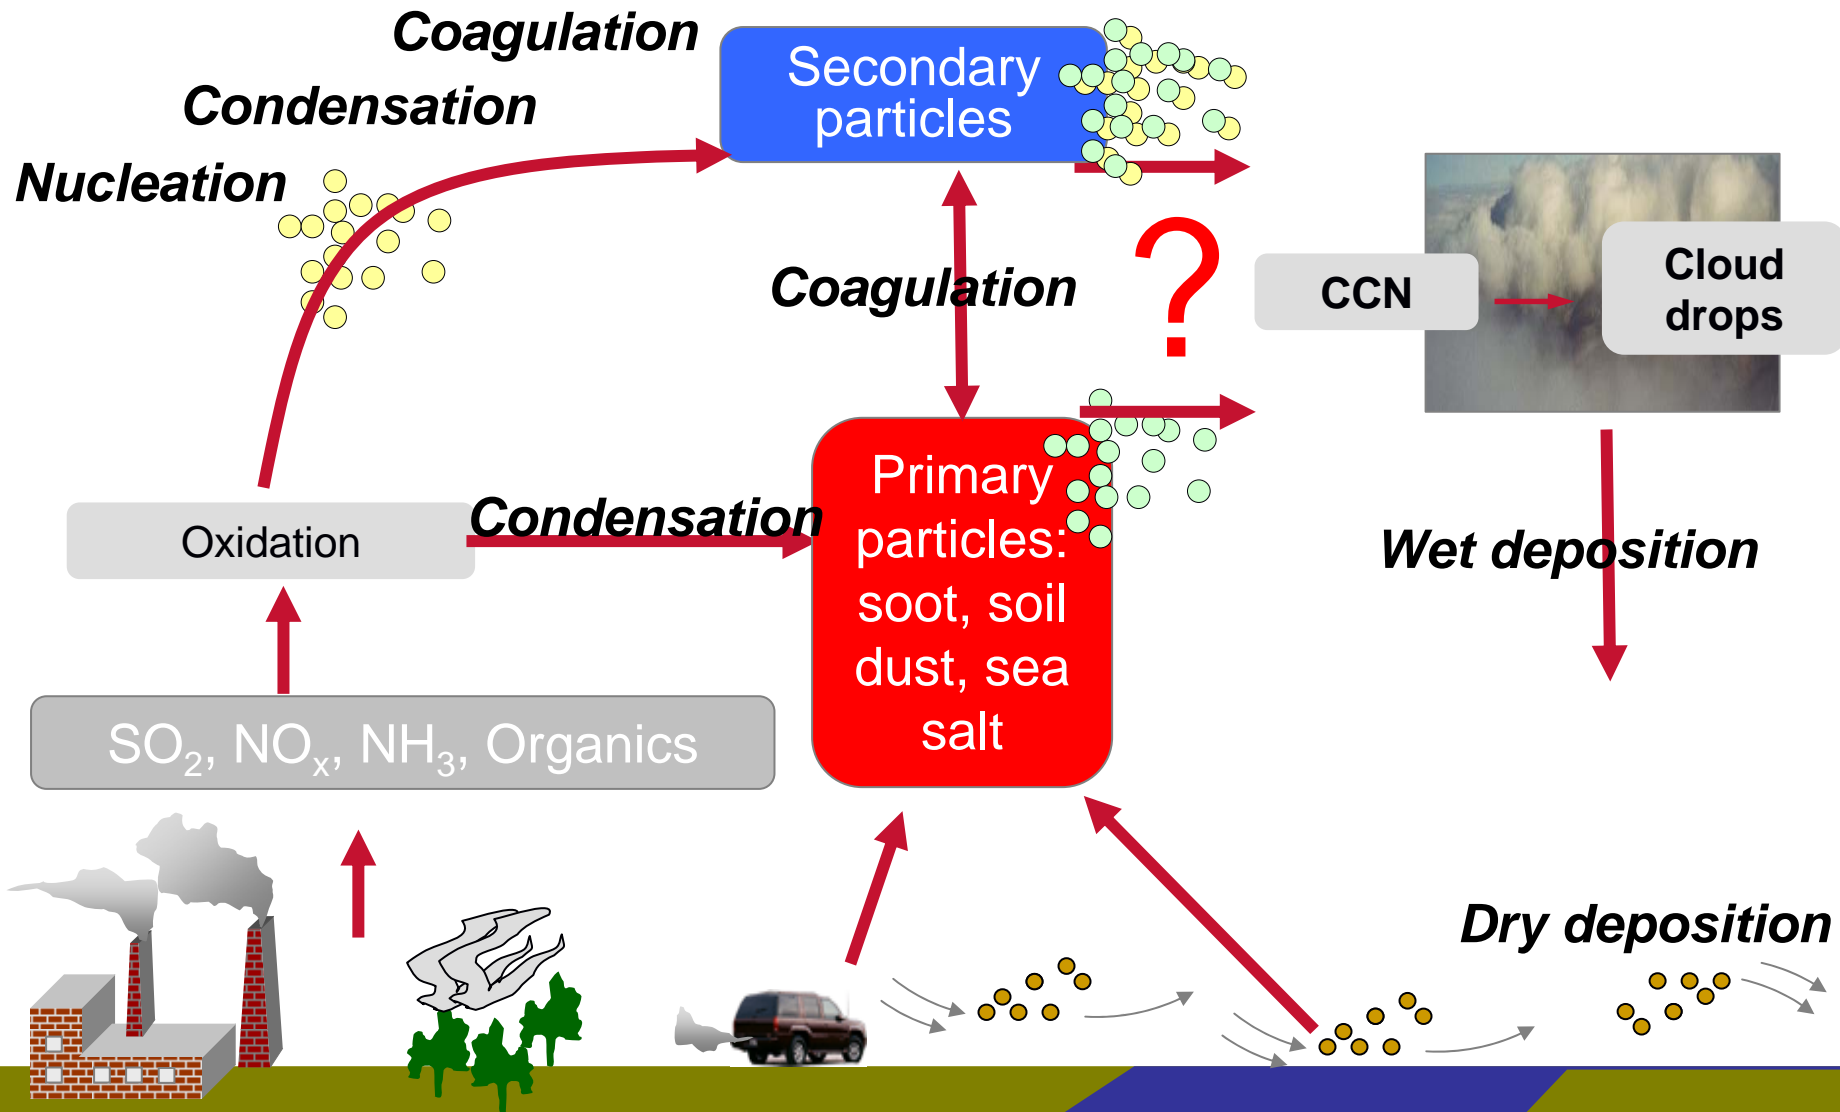 Coagulation
Condensation
Nucleation
Secondary
particles
Coagulation
?
CCN
Cloud
drops
Oxidation
Condensation
Primary
particles:
soot, soil
dust, sea
salt
Wet deposition
SO₂, NOₓ, NH₃, Organics
Dry deposition